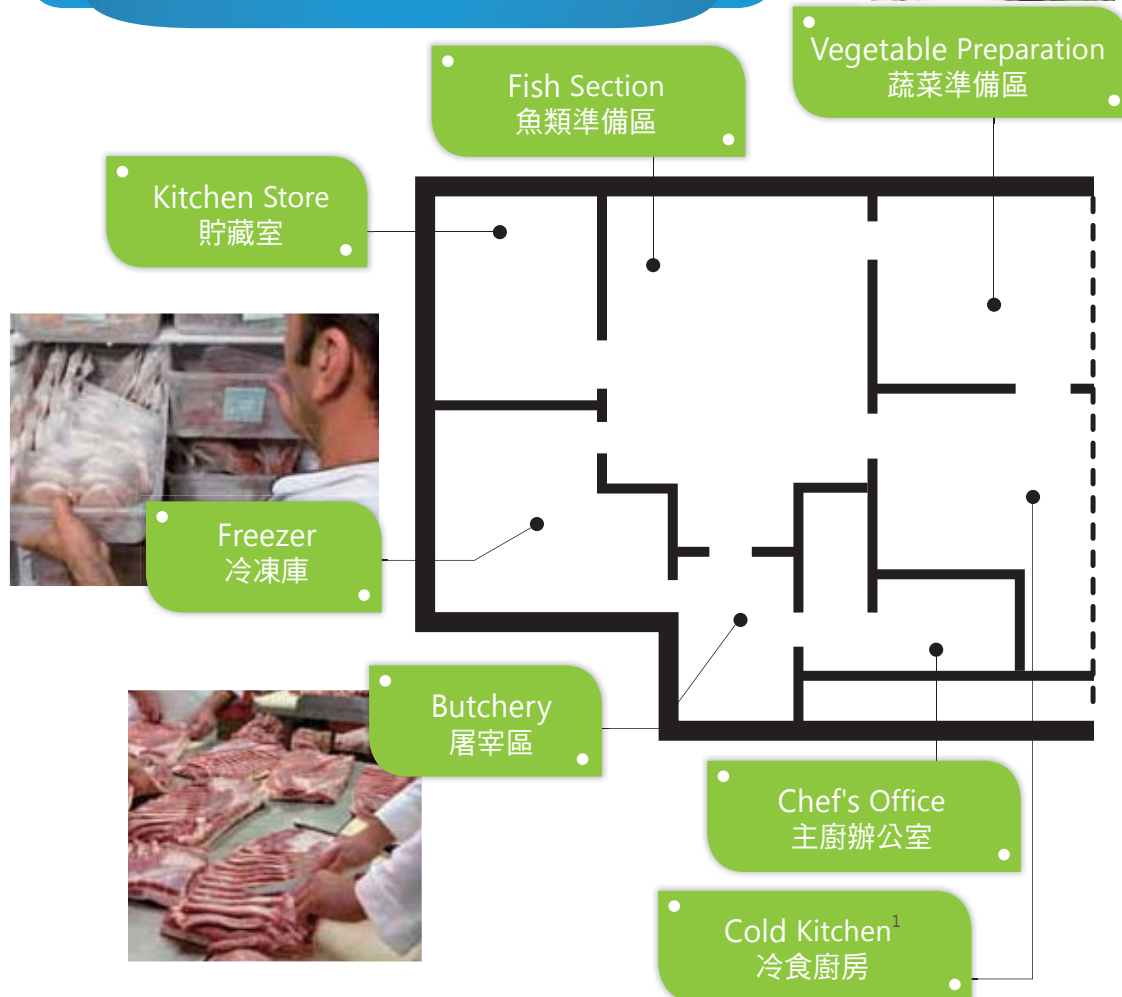 Vegetable Preparation
蔬菜準備區
Fish Section
魚類準備區
Kitchen Store
貯藏室
Freezer
冷凍庫
Butchery
屠宰區
Chef's Office
主廚辦公室
Cold Kitchen¹
冷食廚房